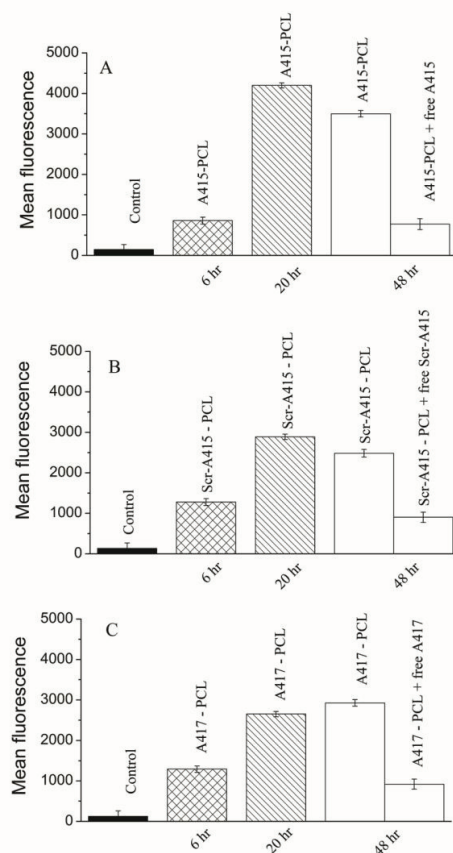 A
Mean fluorescence
5000
4000
3000
2000
1000
0
Control
A415-PCL
A415-PCL
A415-PCL
A415-PCL + free A415
6 hr
20 hr
48 hr
B
Mean fluorescence
5000
4000
3000
2000
1000
0
Control
Scr-A415 - PCL
Scr-A415 - PCL
Scr-A415 - PCL
Scr-A415 - PCL + free Scr-A415
6 hr
20 hr
48 hr
C
Mean fluorescence
5000
4000
3000
2000
1000
0
Control
A417 - PCL
A417 - PCL
A417 - PCL
A417 - PCL + free A417
6 hr
20 hr
48 hr